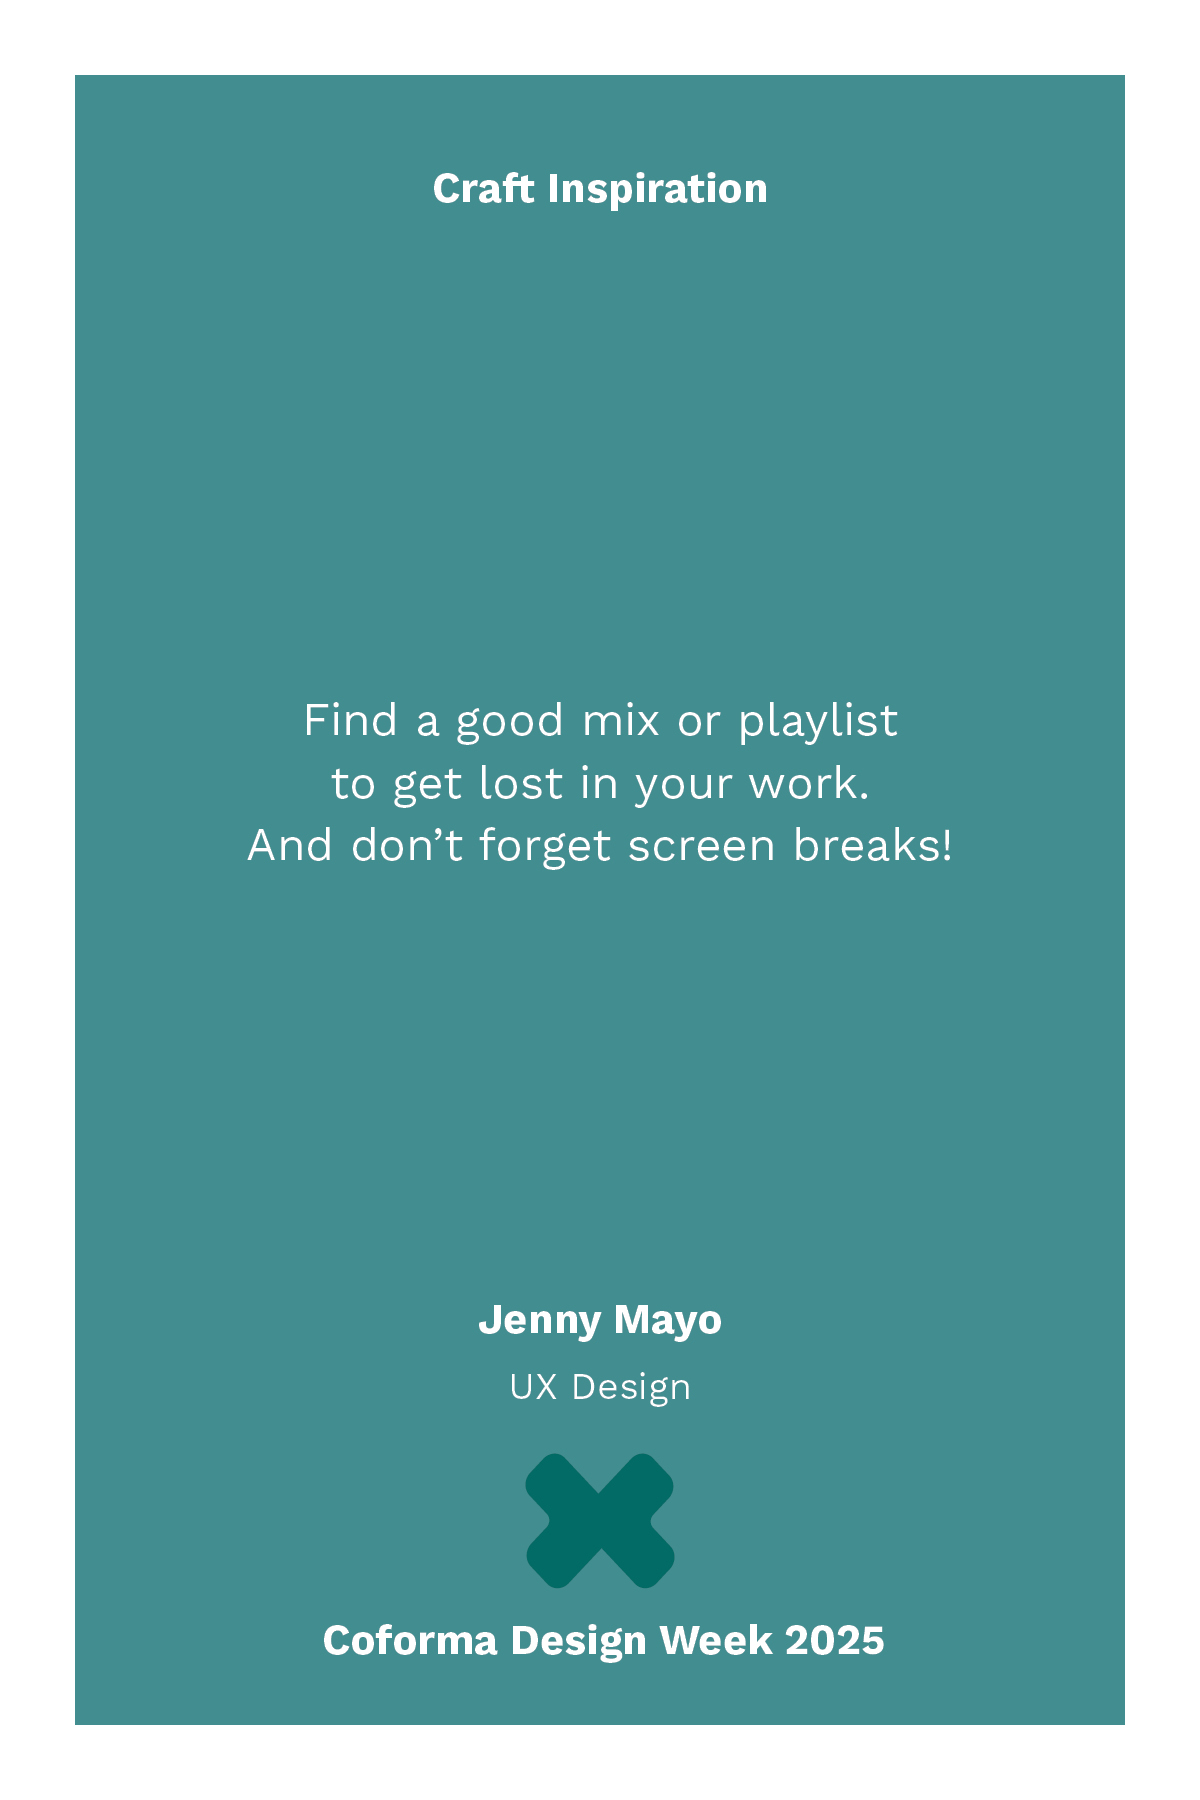 Craft Inspiration
Find a good mix or playlist
to get lost in your work.
And don’t forget screen breaks!
Jenny Mayo
UX Design
Coforma Design Week 2025